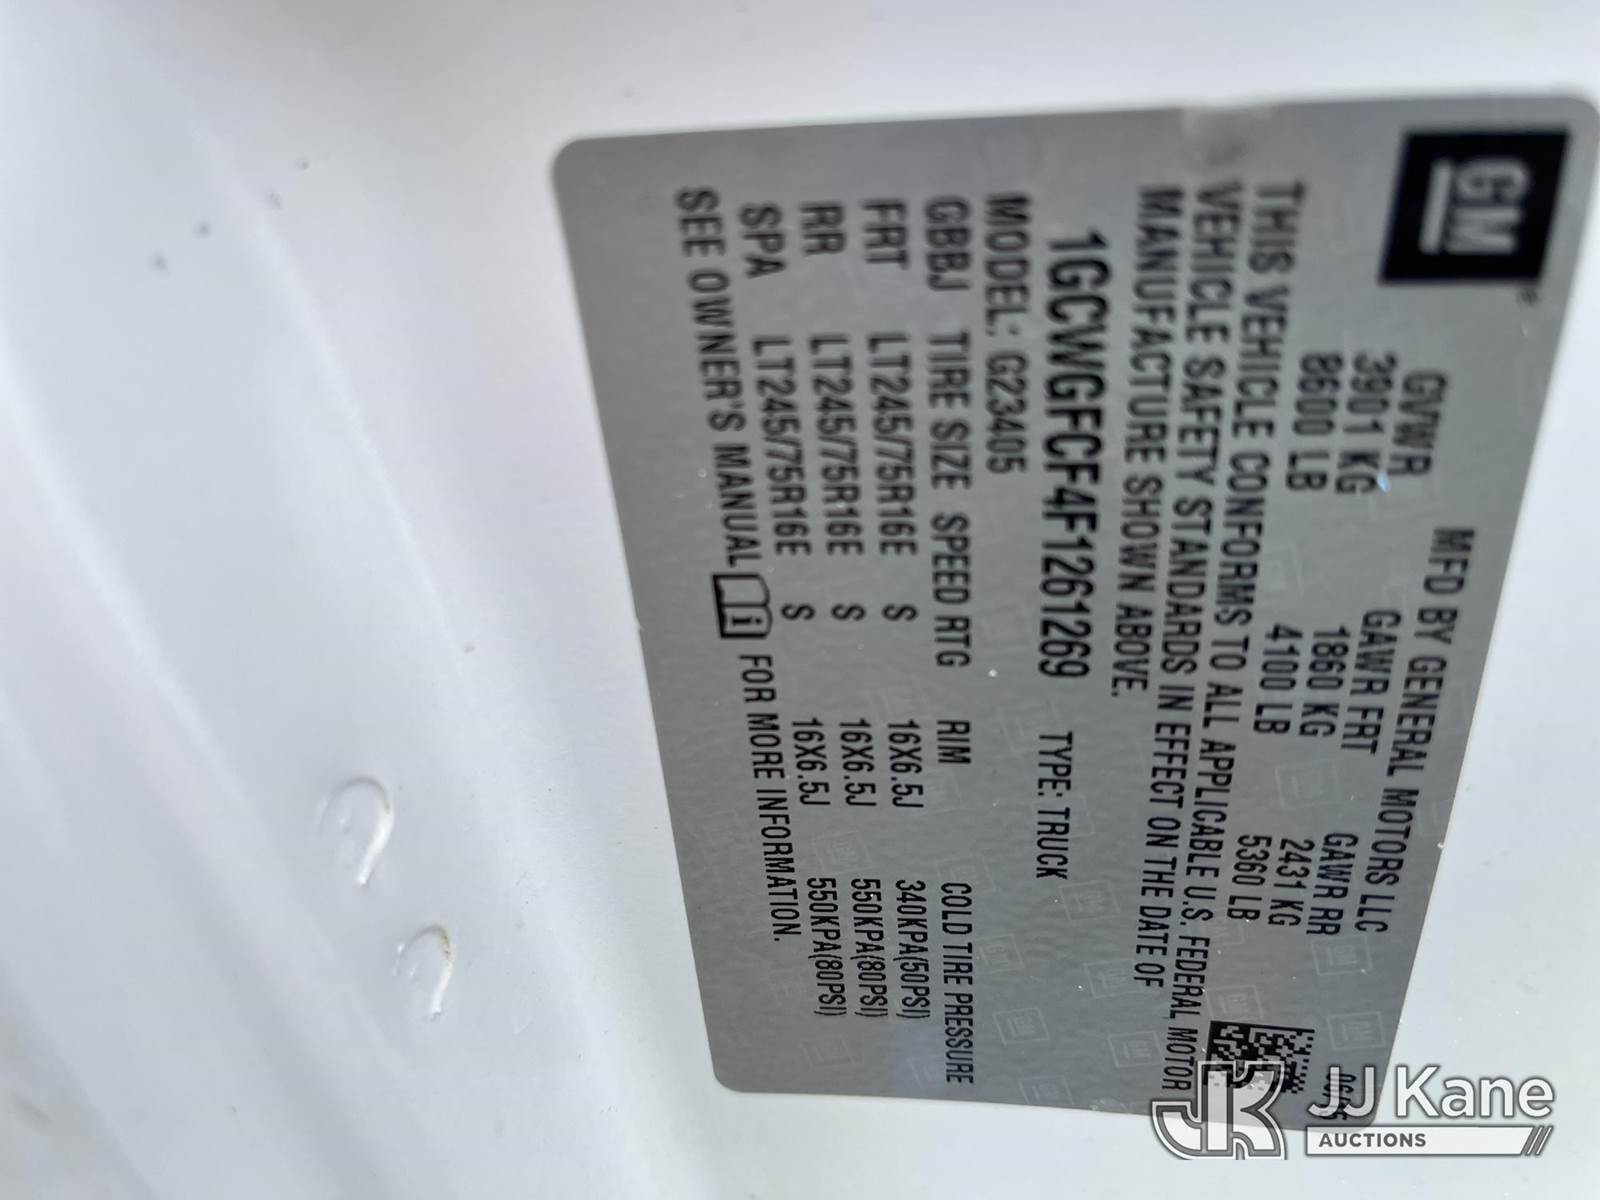 GM
MFD BY GENERAL MOTORS LLC
GVWR GAWR FRT GAWR RR
3901 KG 1860 KG 2431 KG
8600 LB 4100 LB 5360 LB
THIS VEHICLE CONFORMS TO ALL APPLICABLE U.S. FEDERAL MOTOR
VEHICLE SAFETY STANDARDS IN EFFECT ON THE DATE OF
MANUFACTURE SHOWN ABOVE.
1GCWGFCF4F1261269 TYPE: TRUCK
MODEL: G23405
GBBJ TIRE SIZE SPEED RTG RIM COLD TIRE PRESSURE
FRT LT245/75R16E S 16X6.5J 340KPA(50PSI)
RR LT245/75R16E S 16X6.5J 550KPA(80PSI)
SPA LT245/75R16E S 16X6.5J 550KPA(80PSI)
SEE OWNER'S MANUAL i FOR MORE INFORMATION.
JK JJ Kane
AUCTIONS